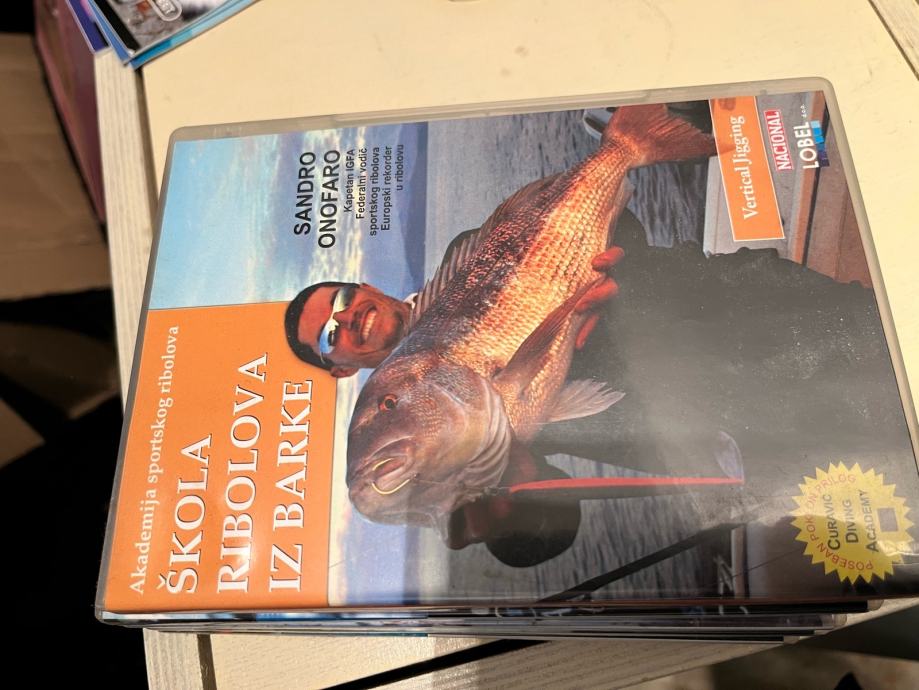 Akademija sportskog ribolova
ŠKOLA
RIBOLOVA
IZ BARKE
SANDRO
ONOFARO
Kapetan IGFA
Federalni vodič
sportskog ribolova
Europski rekorder
u ribolovu
Vertical Jigging
NACIONAL
LOBEL d.o.o.
POSEBAN POKLON PRILOG
CURAVIĆ
DIVING
ACADEMY